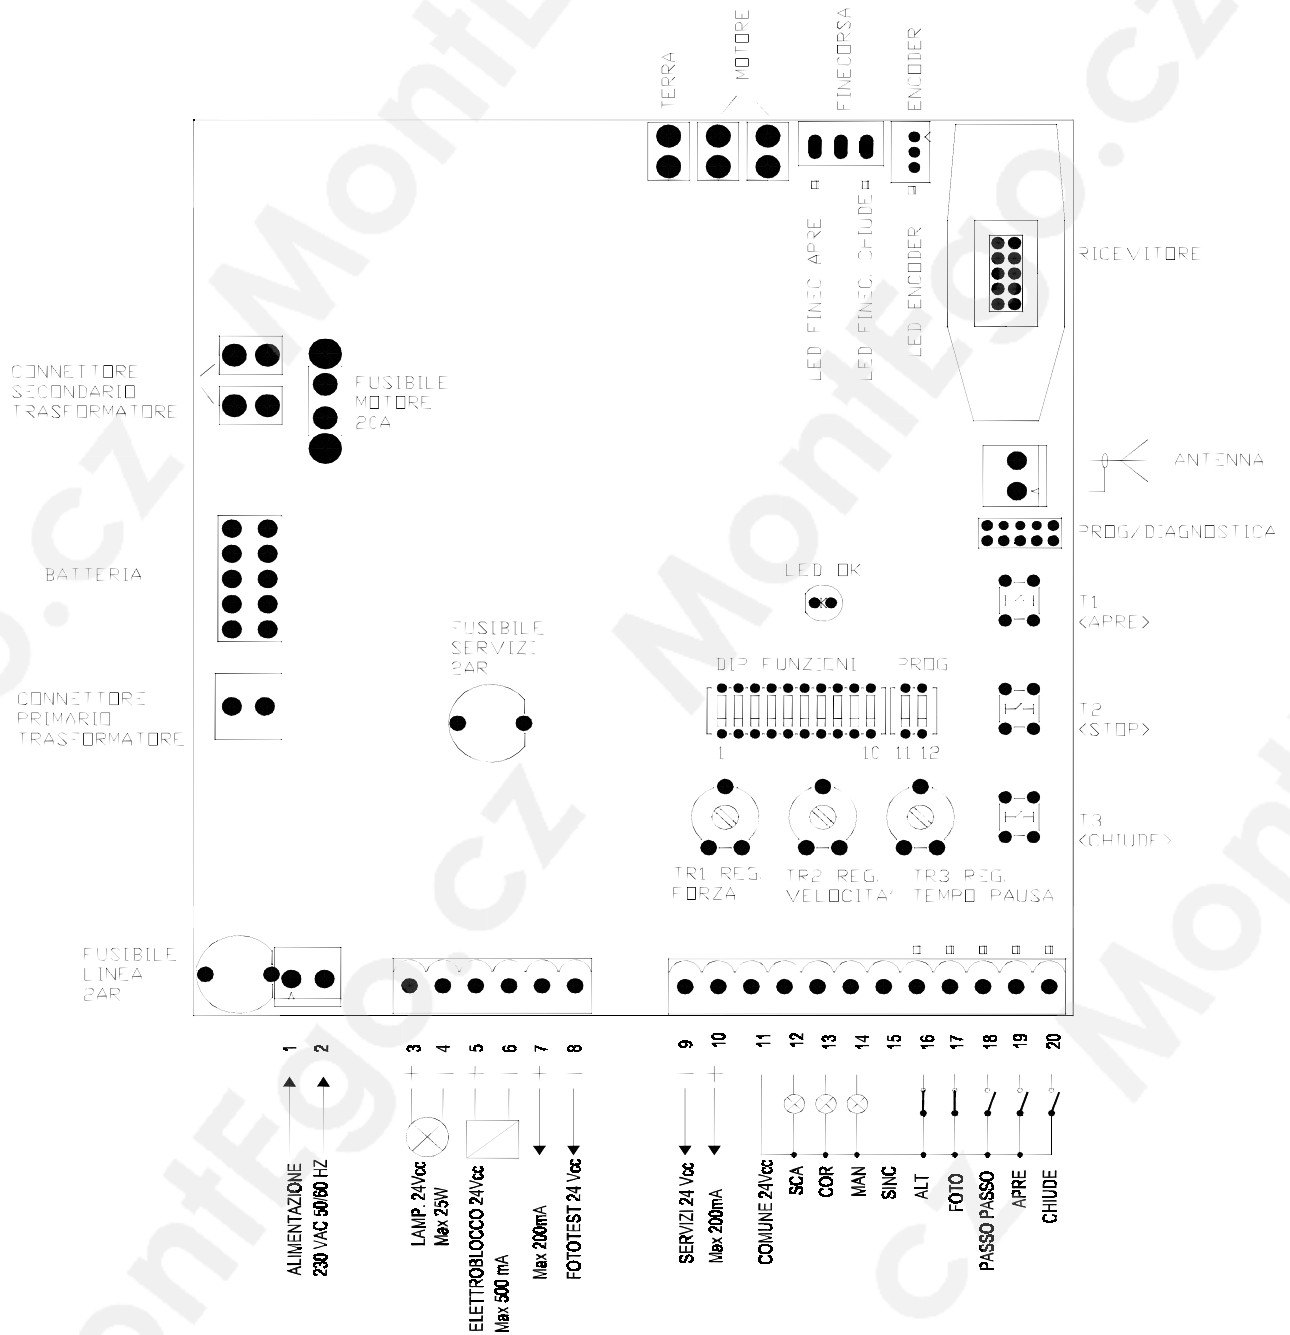 TERRA
MOTORE
FINECORSA
ENCODER
LED FINEC. APRE
LED FINEC. CHIUDE
LED ENCODER
RICEVITORE
CONNETTORE
SECONDARIO
TRASFORMATORE
FUSIBILE
MOTORE
20A
ANTENNA
PROG/DIAGNOSTICA
BATTERIA
LED OK
T1
<APRE>
FUSIBILE
SERVIZI
2AR
DIP FUNZIONI
PROG
CONNETTORE
PRIMARIO
TRASFORMATORE
T2
<STOP>
1
10
11 12
T3
<CHIUDE>
TR1 REG.
FORZA
TR2 REG.
VELOCITA'
TR3 REG.
TEMPO PAUSA
FUSIBILE
LINEA
2AR
1
2
3
4
5
6
7
8
9
10
11
12
13
14
15
16
17
18
19
20
ALIMENTAZIONE
230 VAC 50/60 HZ
LAMP. 24Vcc
Max 25W
ELETTROBLOCCO 24Vcc
Max 500 mA
Max 200mA
FOTOTEST 24 Vcc
SERVIZI 24 Vcc
Max 200mA
COMUNE 24Vcc
SCA
COR
MAN
SINC
ALT
FOTO
PASSO PASSO
APRE
CHIUDE
MontEgo.cz